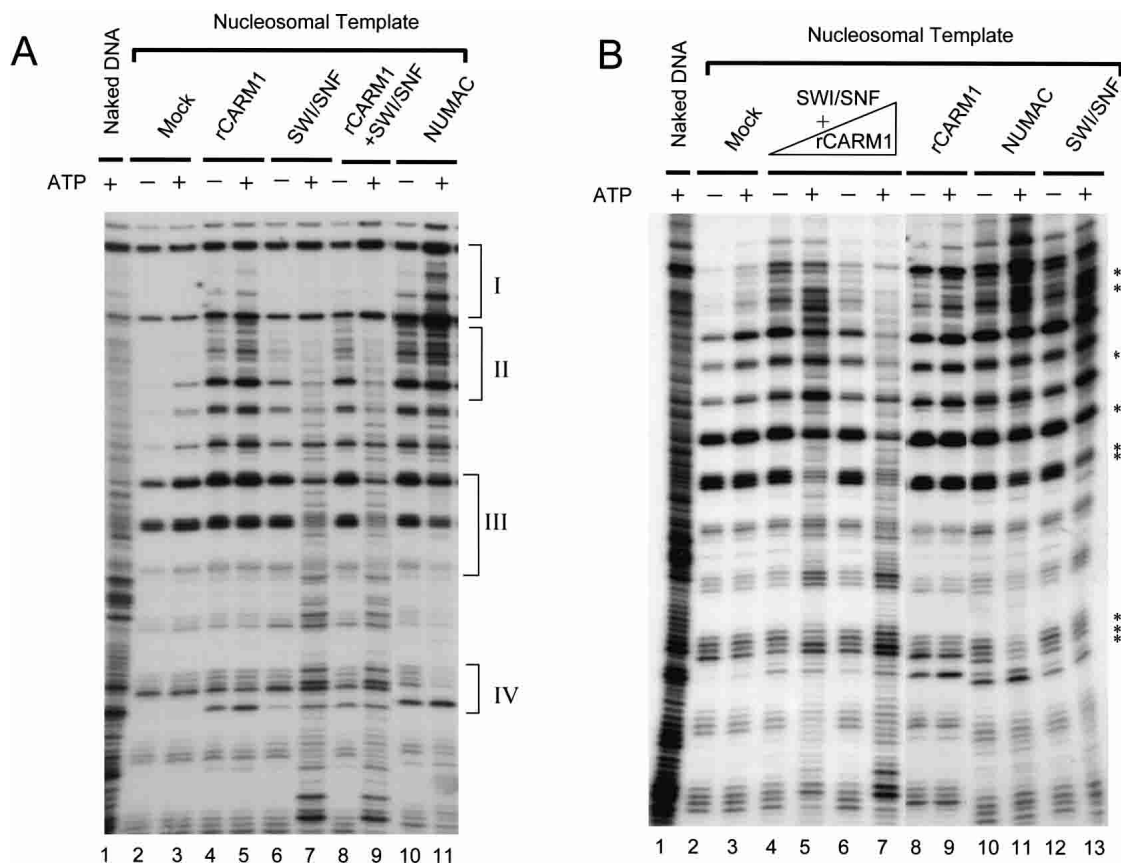 A
Nucleosomal Template
Naked DNA
Mock
rCARM1
SWI/SNF
rCARM1
+SWI/SNF
NUMAC
ATP + − + − + − + − + − +
I
II
III
IV
1 2 3 4 5 6 7 8 9 10 11
B
Nucleosomal Template
Naked DNA
Mock
SWI/SNF
+
rCARM1
rCARM1
NUMAC
SWI/SNF
ATP + − + − + − + − + − + − +
*
*
*
*
*
*
*
*
*
1 2 3 4 5 6 7 8 9 10 11 12 13